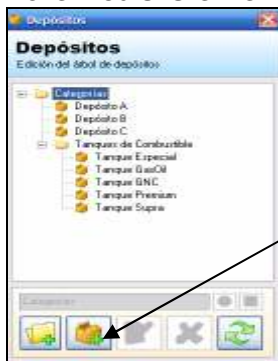 Depósitos
Depósitos
Edición del árbol de depósitos
Categorías
Depósito A
Depósito B
Depósito C
Tanques de Combustible
Tanque Especial
Tanque GasOil
Tanque GNC
Tanque Premium
Tanque Supra
Categorías